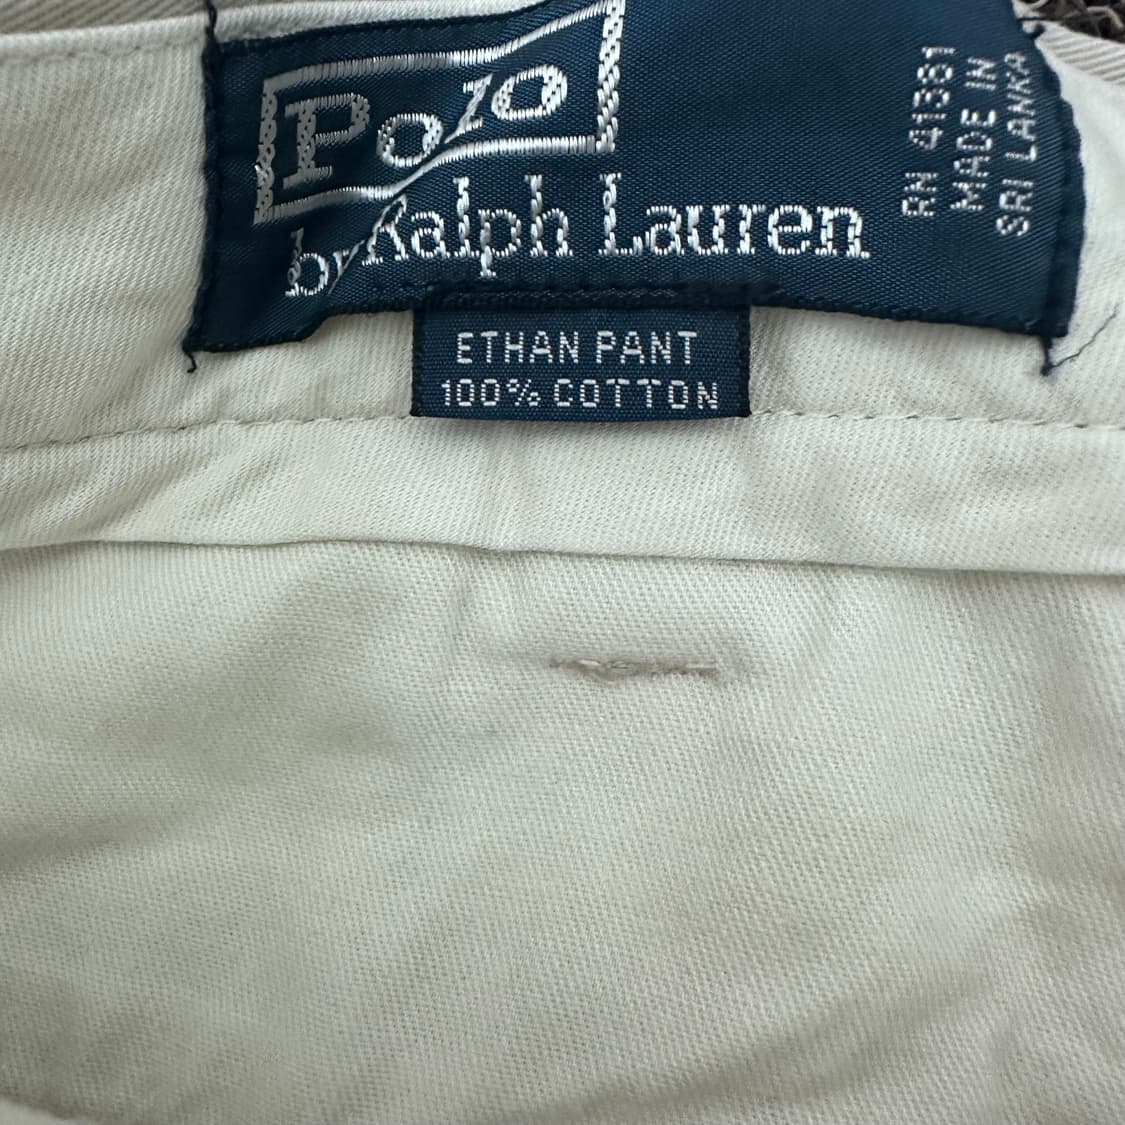 Polo
by Ralph Lauren
RN 41381
MADE IN
SRI LANKA
ETHAN PANT
100% COTTON